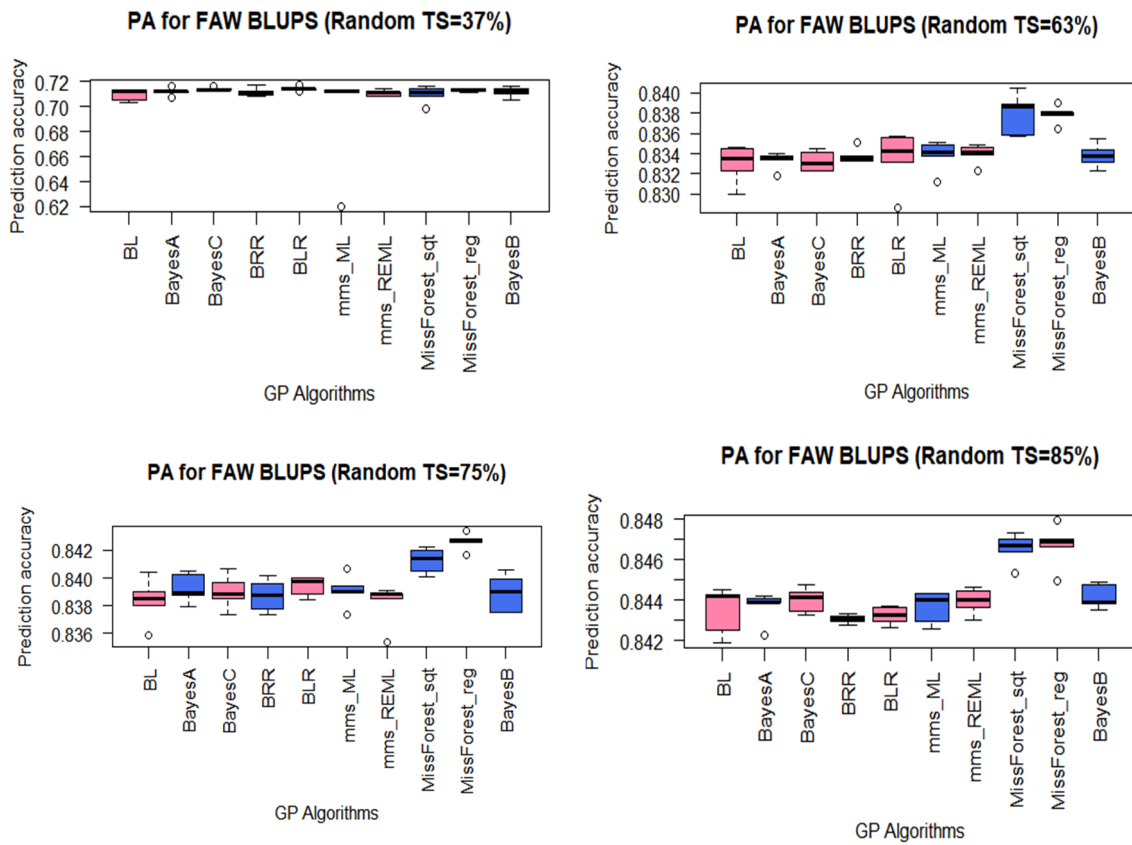 PA for FAW BLUPS (Random TS=37%)
Prediction accuracy
0.72
0.70
0.68
0.66
0.64
0.62
BL
BayesA
BayesC
BRR
BLR
mms_ML
mms_REML
MissForest_sqt
MissForest_reg
BayesB
GP Algorithms
PA for FAW BLUPS (Random TS=63%)
Prediction accuracy
0.840
0.836
0.834
0.830
BL
BayesA
BayesC
BRR
BLR
mms_ML
mms_REML
MissForest_sqt
MissForest_reg
BayesB
PA for FAW BLUPS (Random TS=75%)
Prediction accuracy
0.842
0.840
0.838
0.836
BL
BayesA
BayesC
BRR
BLR
mms_ML
mms_REML
MissForest_sqt
MissForest_reg
BayesB
GP Algorithms
PA for FAW BLUPS (Random TS=85%)
Prediction accuracy
0.848
0.846
0.844
0.842
BL
BayesA
BayesC
BRR
BLR
mms_ML
mms_REML
MissForest_sqt
MissForest_reg
BayesB
GP Algorithms